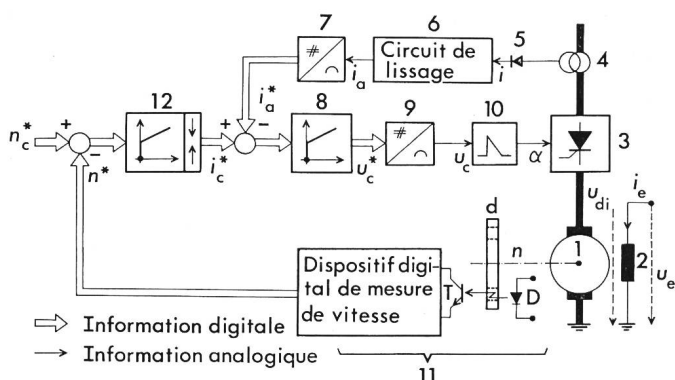 7
6
5
4
#
Circuit de
lissage
i
i_a
i_a*
12
8
9
10
3
n_c*
+
−
n*
i_c*
+
−
u_c*
#
u_c
α
u_di
i_e
d
n
1
2
u_e
Dispositif digi-
tal de mesure
de vitesse
T
D
Information digitale
Information analogique
11